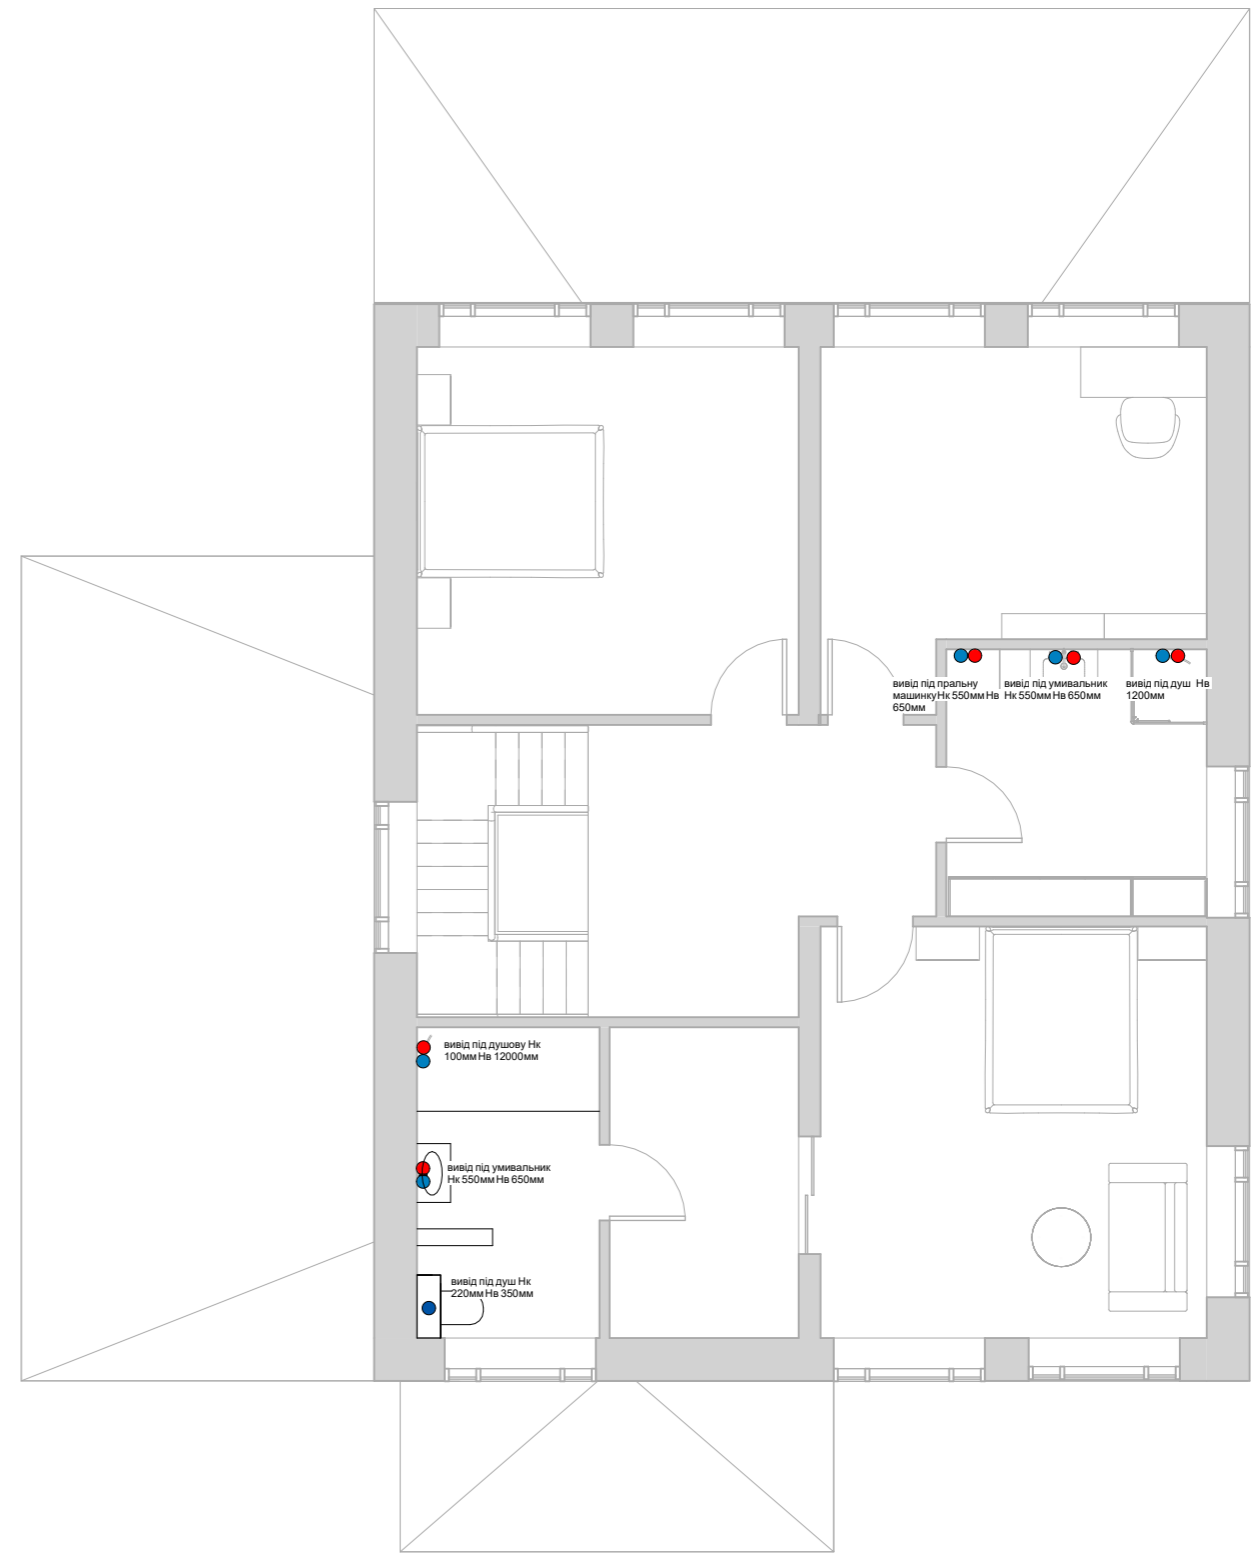 вивід під пральну
машинку Нк 550мм Нв
650мм
вивід під умивальник
Нк 550мм Нв 650мм
вивід під душ Нв
1200мм
вивід під душову Нк
100мм Нв 12000мм
вивід під умивальник
Нк 550мм Нв 650мм
вивід під душ Нк
220мм Нв 350мм